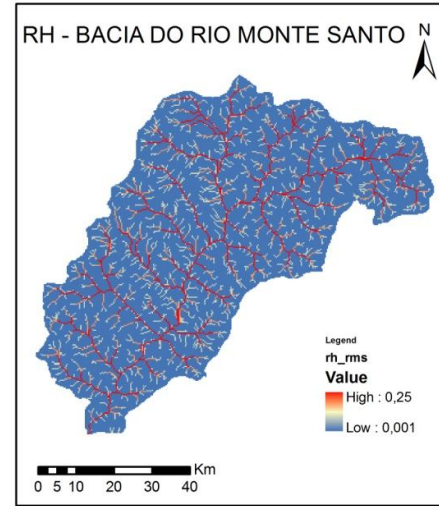 RH - BACIA DO RIO MONTE SANTO
N
Legend
rh_rms
Value
High : 0,25
Low : 0,001
Km
0 5 10 20 30 40